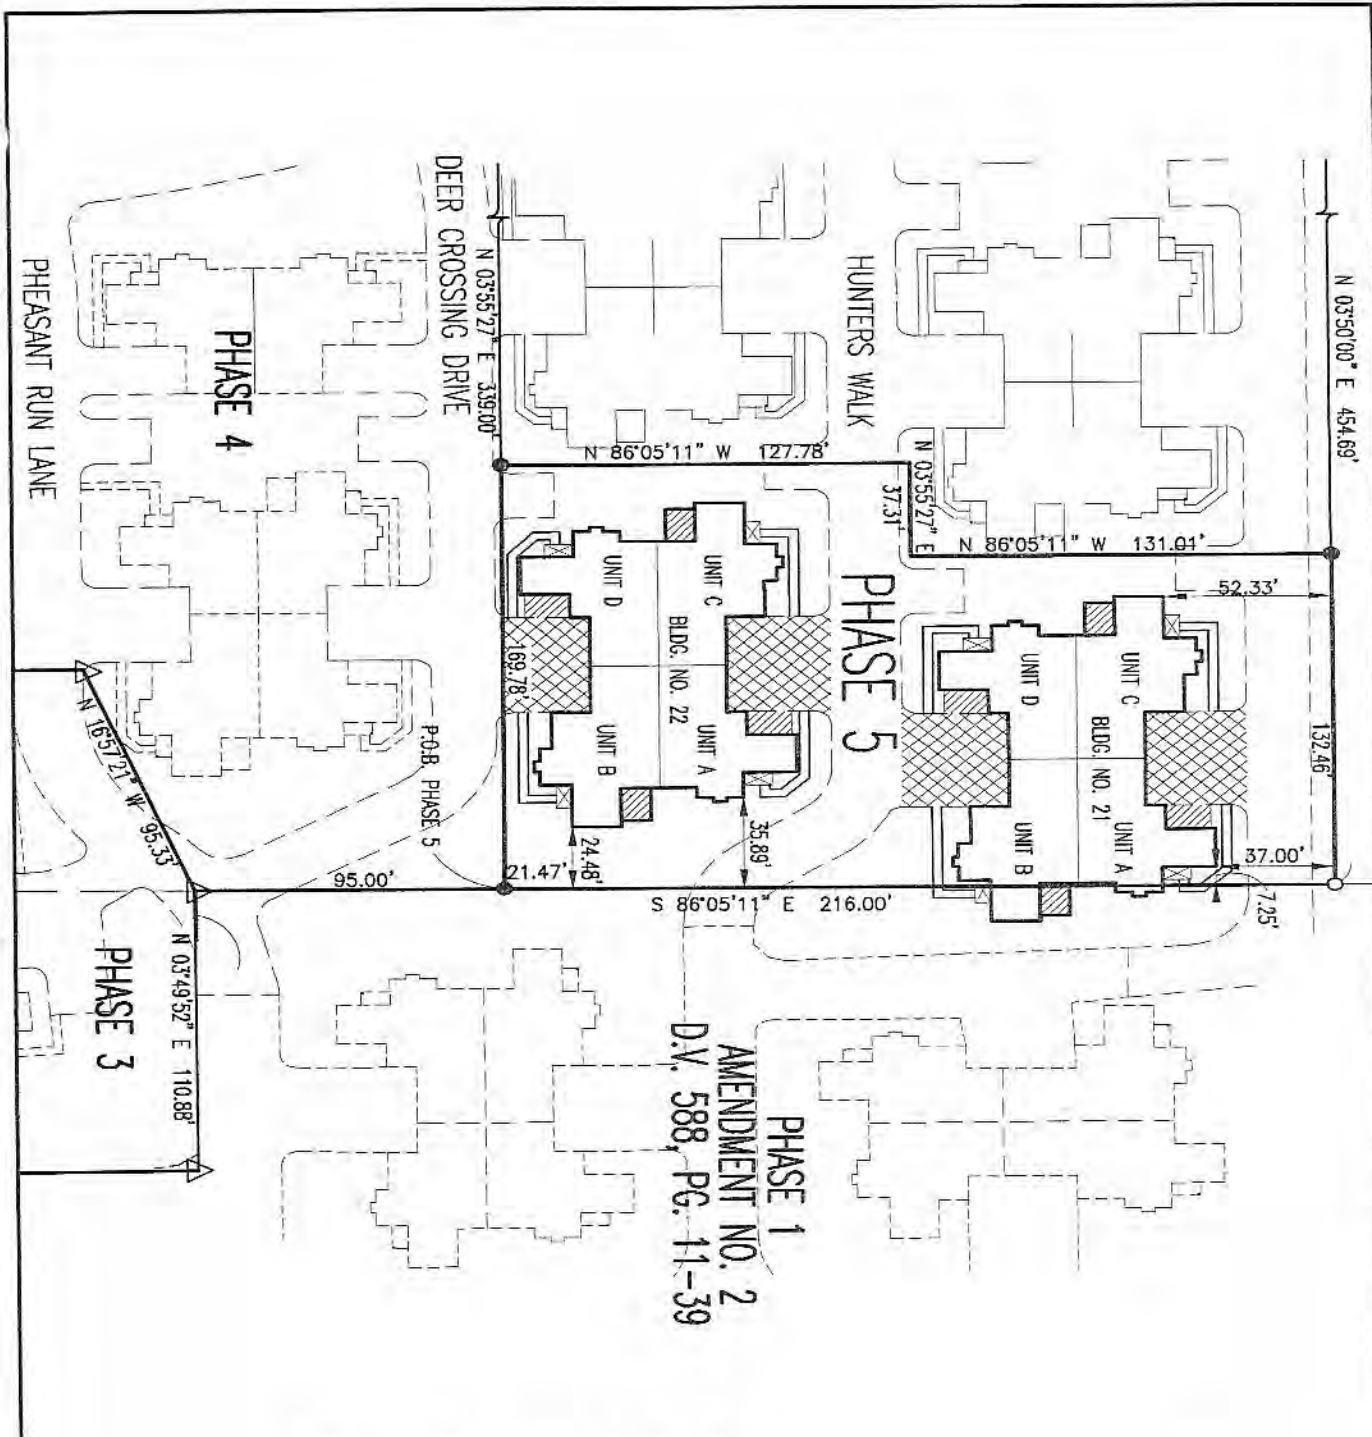 N 03°50'00" E 454.69'
132.46'
52.33'
37.00'
7.25'
N 86°05'11" W 131.01'
N 03°55'27" E
37.31'
HUNTERS WALK
UNIT C
UNIT A
BLDG. NO. 21
UNIT D
UNIT B
PHASE 5
N 86°05'11" W 127.78'
UNIT C
UNIT A
BLDG. NO. 22
UNIT D
UNIT B
35.89'
24.48'
21.47'
169.78'
S 86°05'11" E 216.00'
N 03°55'27" E 339.00'
DEER CROSSING DRIVE
P.O.B. PHASE 5
95.00'
PHASE 4
PHEASANT RUN LANE
N 16°57'21" W 95.33'
N 03°49'52" E 110.88'
PHASE 3
PHASE 1
AMENDMENT NO. 2
D.V. 588, PG. 11-39